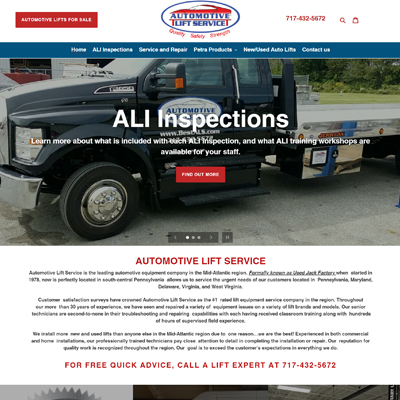 AUTOMOTIVE LIFTS FOR SALE
AUTOMOTIVE
LIFT SERVICE
Quality Safety Strength
717-432-5672
Home ALI Inspections Service and Repair Petra Products New/Used Auto Lifts Contact us
AUTOMOTIVE
ALI Inspections
Learn more about what is included with each ALI Inspection, and what ALI training workshops are
available for your staff.
FIND OUT MORE
AUTOMOTIVE LIFT SERVICE
Automotive Lift Service is the leading automotive equipment company in the Mid-Atlantic region. Formally known as Used Jack Factory when started in
1978, new is perfectly located in south-central Pennsylvania allows us to service the urgent needs of our customers located in Pennsylvania, Maryland,
Delaware, Virginia, and West Virginia.
Customer satisfaction surveys have crowned Automotive Lift Service as the #1 rated lift equipment service company in the region. Throughout
our more than 30 years of experience, we have seen and repaired a variety of equipment issues on a variety of lift brands and models. Our senior
technicians are second-to-none in their troubleshooting and repairing capabilities with each having received classroom training along with hundreds
of hours of supervised field experience.
We install more new and used lifts than anyone else in the Mid-Atlantic region due to one reason...we are the best! Experienced in both commercial
and home installations, our professionally trained technicians pay close attention to detail in completing the installation or repair. Our reputation for
quality work is recognized throughout the region. Our goal is to exceed the customer's expectations in everything we do.
FOR FREE QUICK ADVICE, CALL A LIFT EXPERT AT 717-432-5672